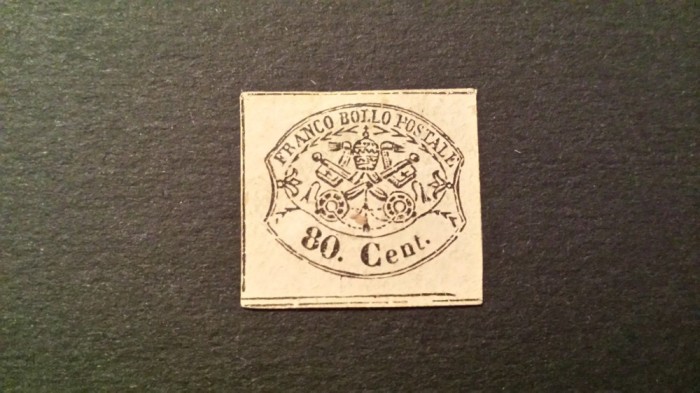 FRANCO BOLLO POSTALE
80. Cent.